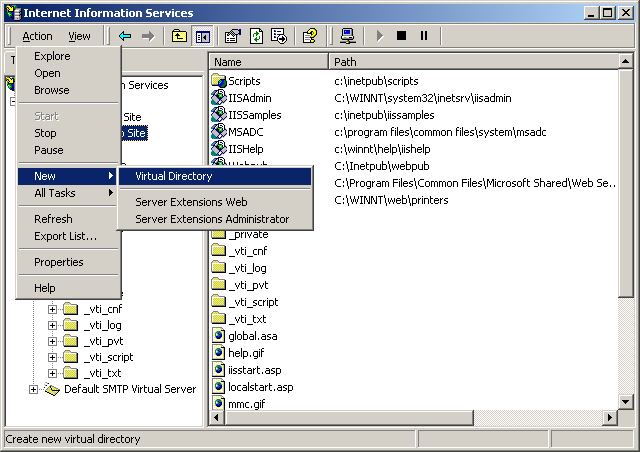 Internet Information Services
Action View
Name Path
Explore
Open
Browse
Start
Stop
Pause
New
All Tasks
Refresh
Export List...
Properties
Help
Virtual Directory
Server Extensions Web
Server Extensions Administrator
n Services
Site
Site
_vti_cnf
_vti_log
_vti_pvt
_vti_script
_vti_txt
Default SMTP Virtual Server
Scripts c:\inetpub\scripts
IISAdmin C:\WINNT\system32\inetsrv\iisadmin
IISSamples c:\inetpub\iissamples
MSADC c:\program files\common files\system\msadc
IISHelp c:\winnt\help\iishelp
Webpub C:\Inetpub\webpub
C:\Program Files\Common Files\Microsoft Shared\Web Se...
C:\WINNT\web\printers
_private
_vti_cnf
_vti_log
_vti_pvt
_vti_script
_vti_txt
global.asa
help.gif
iisstart.asp
localstart.asp
mmc.gif
Create new virtual directory